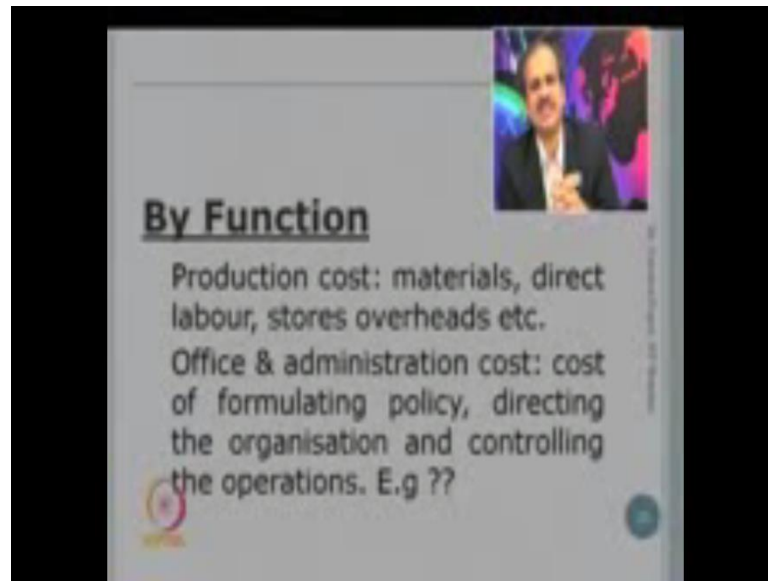 By Function
Production cost: materials, direct
labour, stores overheads etc.
Office & administration cost: cost
of formulating policy, directing
the organisation and controlling
the operations. E.g ??